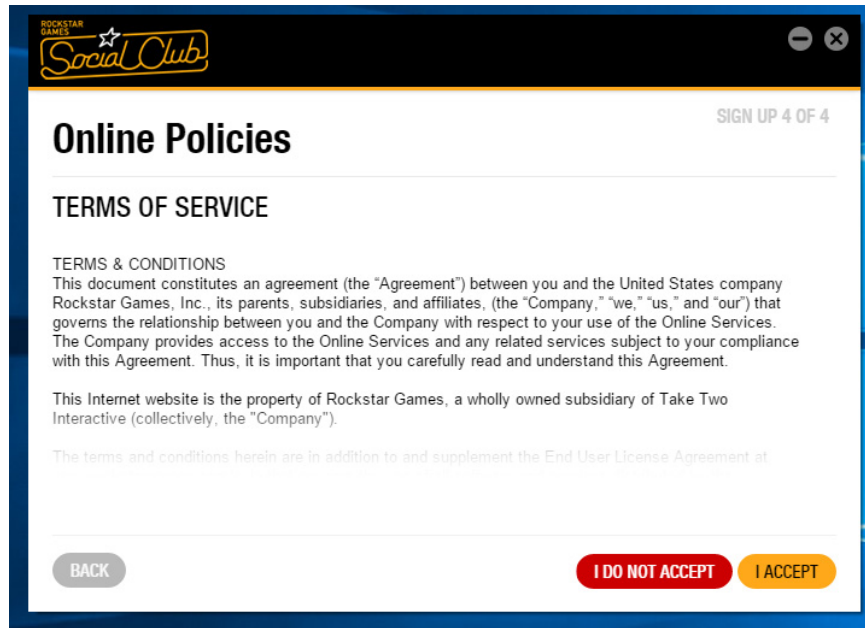 ROCKSTAR
GAMES
Social Club
SIGN UP 4 OF 4
Online Policies
TERMS OF SERVICE
TERMS & CONDITIONS
This document constitutes an agreement (the “Agreement”) between you and the United States company
Rockstar Games, Inc., its parents, subsidiaries, and affiliates, (the “Company,” “we,” “us,” and “our”) that
governs the relationship between you and the Company with respect to your use of the Online Services.
The Company provides access to the Online Services and any related services subject to your compliance
with this Agreement. Thus, it is important that you carefully read and understand this Agreement.
This Internet website is the property of Rockstar Games, a wholly owned subsidiary of Take Two
Interactive (collectively, the "Company").
The terms and conditions herein are in addition to and supplement the End User License Agreement at
BACK
I DO NOT ACCEPT
I ACCEPT